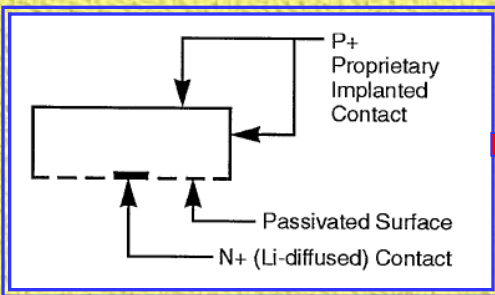 P+
Proprietary
Implanted
Contact
Passivated Surface
N+ (Li-diffused) Contact